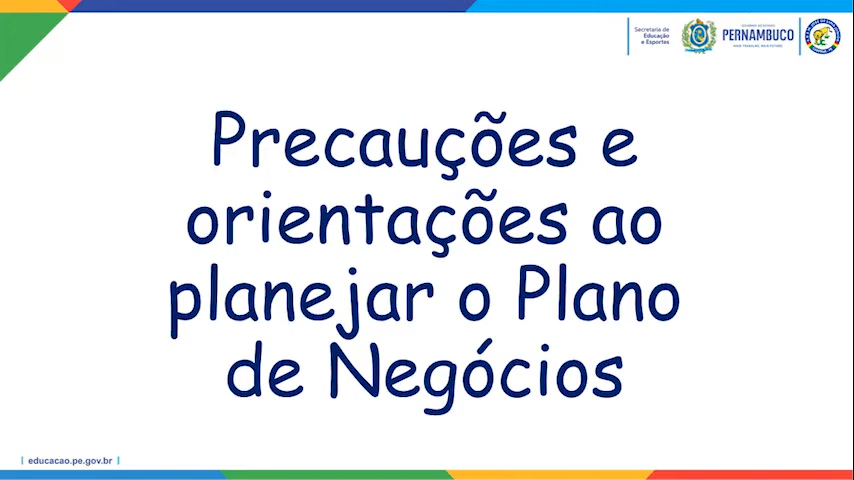 Secretaria de
Educação
e Esportes
PERNAMBUCO
Precauções e
orientações ao
planejar o Plano
de Negócios
educacao.pe.gov.br